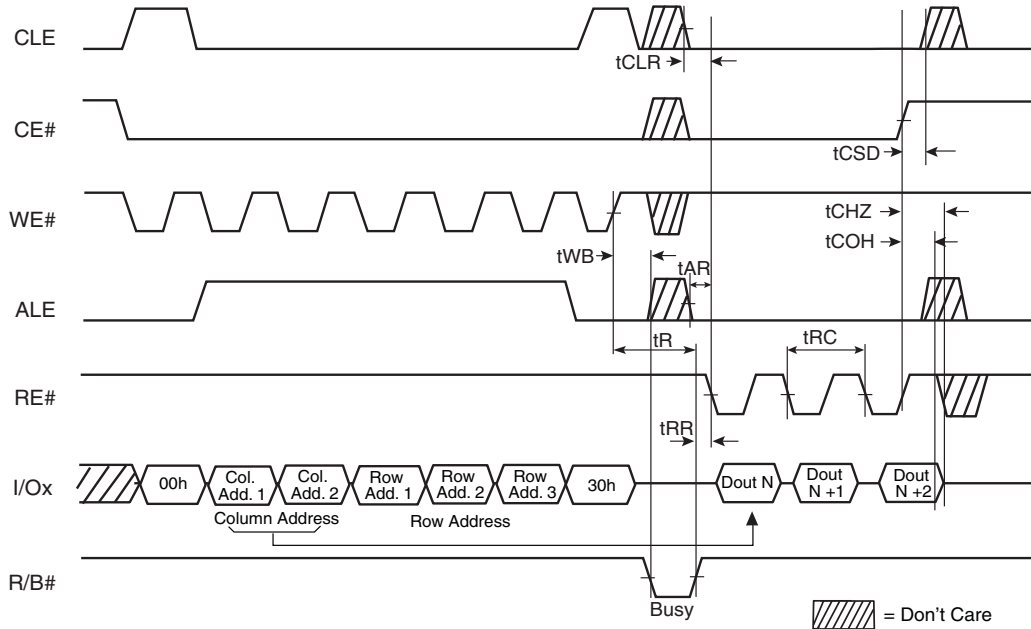 CLE
tCLR
CE#
tCSD
WE#
tCHZ
tCOH
tWB
tAR
ALE
tR
tRC
RE#
tRR
I/Ox
00h
Col.
Add. 1
Col.
Add. 2
Row
Add. 1
Row
Add. 2
Row
Add. 3
30h
Dout N
Dout
N +1
Dout
N +2
Column Address
Row Address
R/B#
Busy
= Don't Care